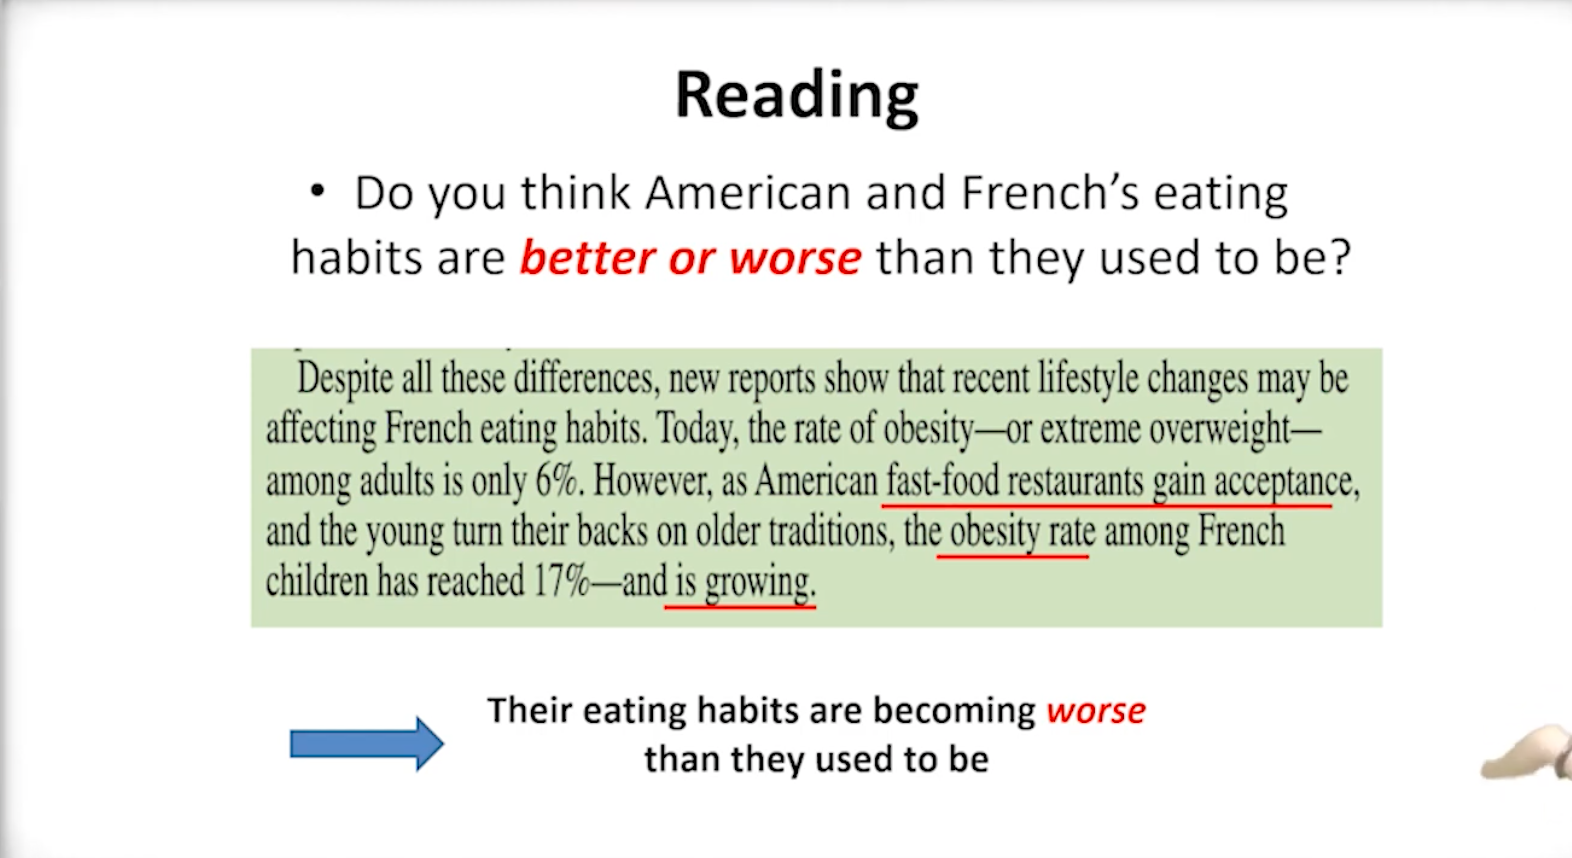 Reading
• Do you think American and French’s eating
habits are better or worse than they used to be?
Despite all these differences, new reports show that recent lifestyle changes may be
affecting French eating habits. Today, the rate of obesity—or extreme overweight—
among adults is only 6%. However, as American fast-food restaurants gain acceptance,
and the young turn their backs on older traditions, the obesity rate among French
children has reached 17%—and is growing.
Their eating habits are becoming worse
than they used to be